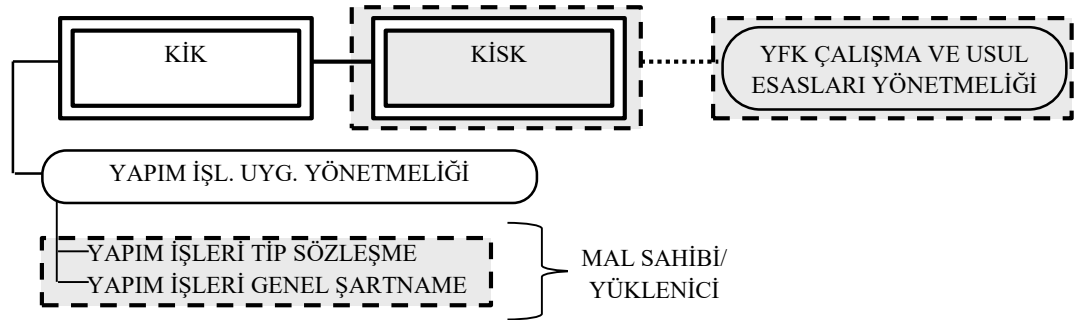 KİK
KİSK
YFK ÇALIŞMA VE USUL
ESASLARI YÖNETMELİĞİ
YAPIM İŞL. UYG. YÖNETMELİĞİ
YAPIM İŞLERİ TİP SÖZLEŞME
YAPIM İŞLERİ GENEL ŞARTNAME
MAL SAHİBİ/
YÜKLENİCİ